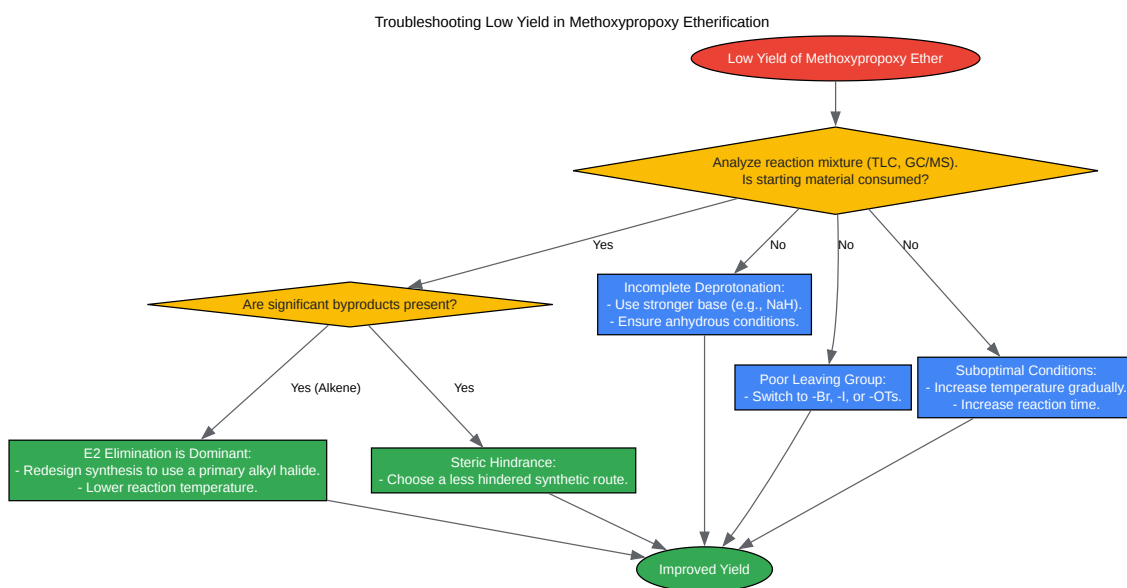 Troubleshooting Low Yield in Methoxypropoxy Etherification
Low Yield of Methoxypropoxy Ether
Analyze reaction mixture (TLC, GC/MS).
Is starting material consumed?
Yes
No
No
No
Are significant byproducts present?
Incomplete Deprotonation:
- Use stronger base (e.g., NaH).
- Ensure anhydrous conditions.
Poor Leaving Group:
- Switch to -Br, -I, or -OTs.
Suboptimal Conditions:
- Increase temperature gradually.
- Increase reaction time.
Yes (Alkene)
Yes
E2 Elimination is Dominant:
- Redesign synthesis to use a primary alkyl halide.
- Lower reaction temperature.
Steric Hindrance:
- Choose a less hindered synthetic route.
Improved Yield